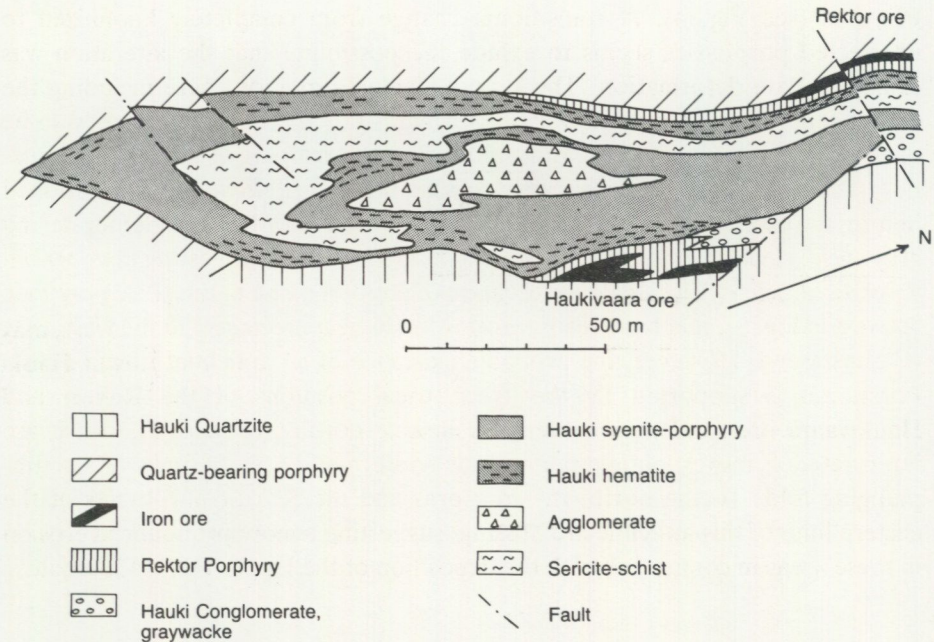 Rektor ore
N
Haukivaara ore
0 500 m
Hauki Quartzite
Quartz-bearing porphyry
Iron ore
Rektor Porphyry
Hauki Conglomerate,
graywacke
Hauki syenite-porphyry
Hauki hematite
Agglomerate
Sericite-schist
Fault